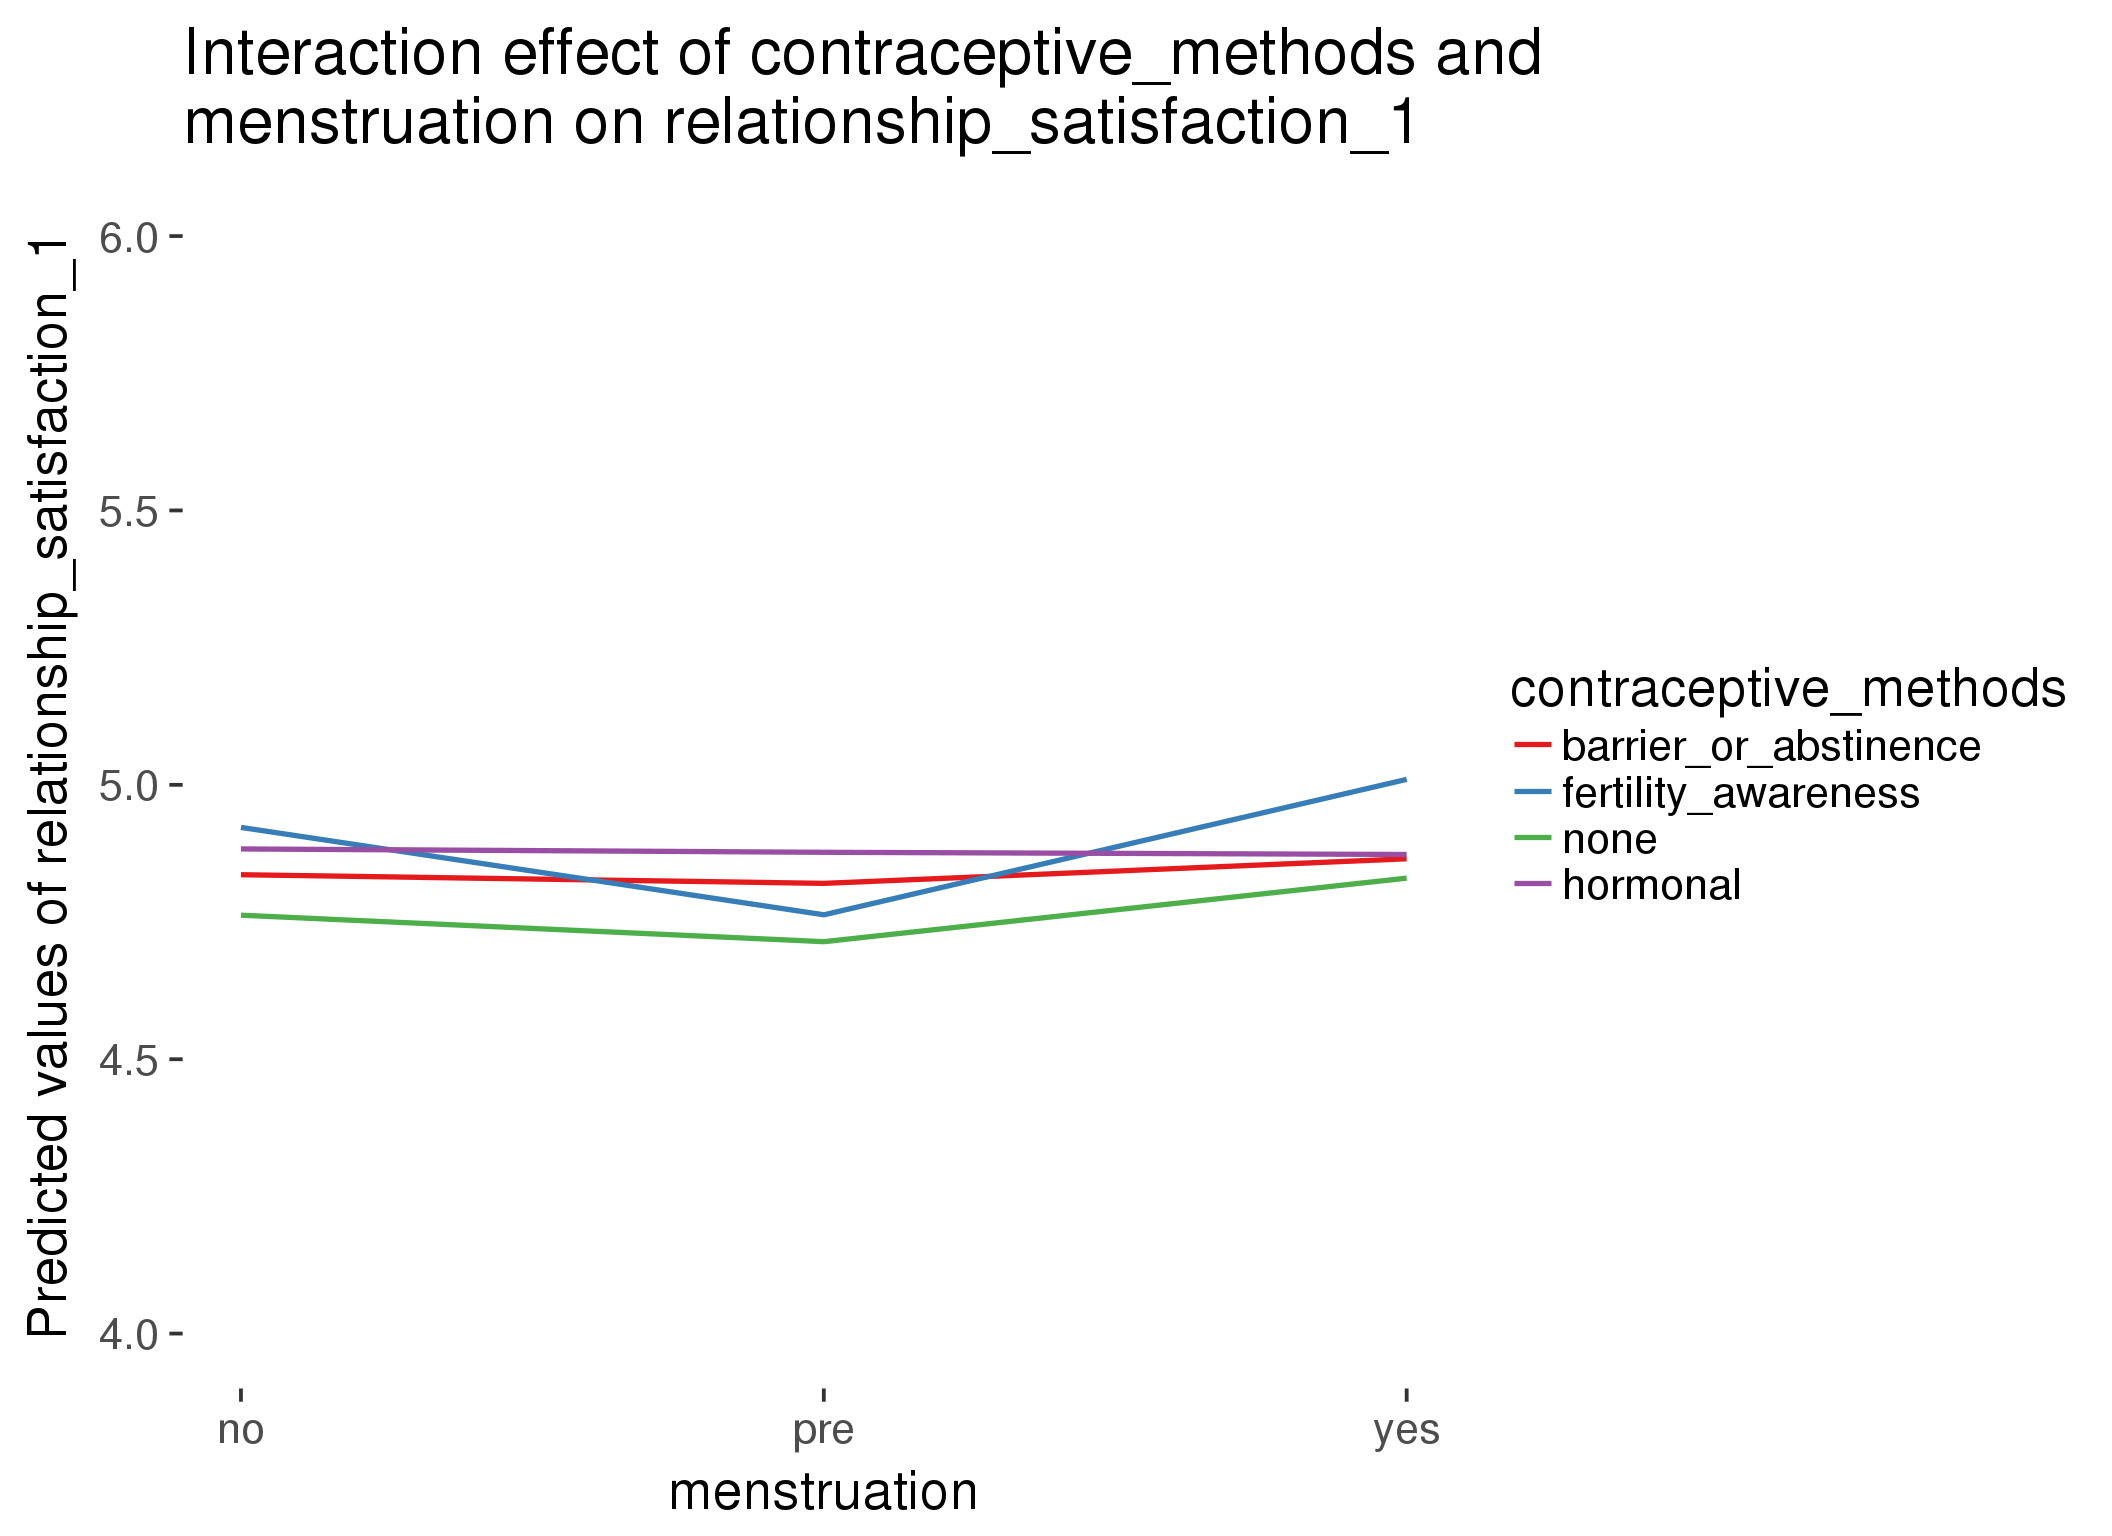 Interaction effect of contraceptive_methods and
menstruation on relationship_satisfaction_1
Predicted values of relationship_satisfaction_1
6.0
5.5
5.0
4.5
4.0
no
pre
yes
menstruation
contraceptive_methods
barrier_or_abstinence
fertility_awareness
none
hormonal